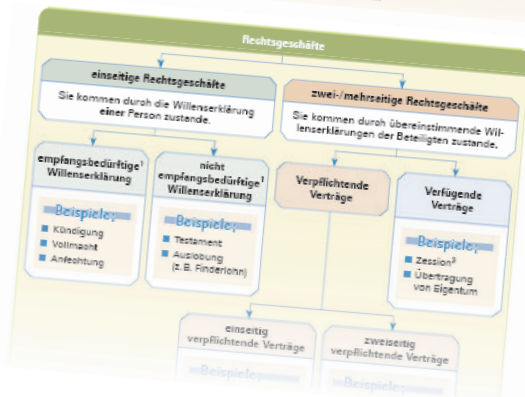 Rechtsgeschäfte
einseitige Rechtsgeschäfte
Sie kommen durch die Willenserklärung
einer Person zustande.
zwei-/mehrseitige Rechtsgeschäfte
Sie kommen durch übereinstimmende Wil-
lenserklärungen der Beteiligten zustande.
empfangsbedürftige¹
Willenserklärung
Beispiele:
Kündigung
Vollmacht
Anfechtung
nicht
empfangsbedürftige¹
Willenserklärung
Beispiele:
Testament
Auslobung
(z. B. Finderlohn)
Verpflichtende
Verträge
Verfügende
Verträge
Beispiele:
Zession²
Übertragung
von Eigentum
einseitig
verpflichtende Verträge
Beispiele:
zweiseitig
verpflichtende Verträge
Beispiele: